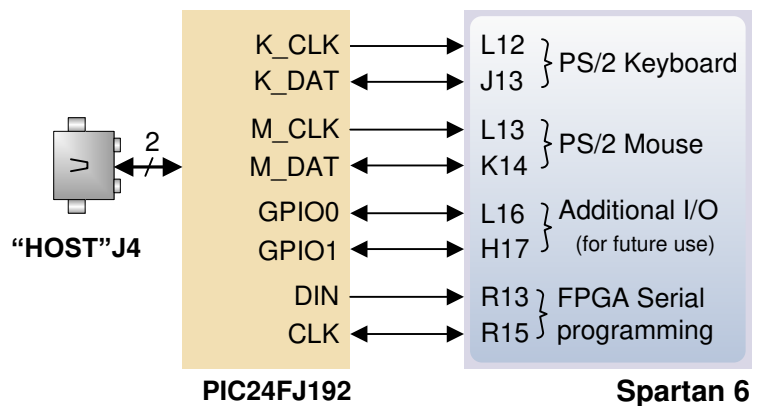 K_CLK L12 PS/2 Keyboard
K_DAT J13
2 M_CLK L13 PS/2 Mouse
M_DAT K14
GPIO0 L16 Additional I/O
"HOST"J4 GPIO1 H17 (for future use)
DIN R13 FPGA Serial
CLK R15 programming
PIC24FJ192 Spartan 6